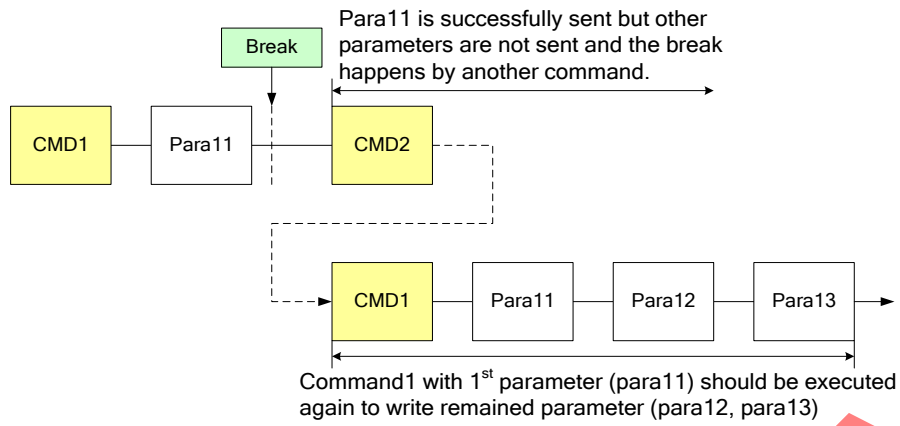 Para11 is successfully sent but other
parameters are not sent and the break
happens by another command.
Break
CMD1
Para11
CMD2
CMD1
Para11
Para12
Para13
Command1 with 1st parameter (para11) should be executed
again to write remained parameter (para12, para13)